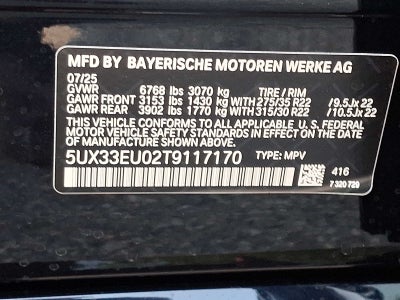 MFD BY BAYERISCHE MOTOREN WERKE AG
07/25
GVWR 6768 lbs 3070 kg TIRE / RIM
GAWR FRONT 3153 lbs 1430 kg WITH 275/35 R22 / 9.5Jx22
GAWR REAR 3902 lbs 1770 kg WITH 315/30 R22 / 10.5Jx22
THIS VEHICLE CONFORMS TO ALL APPLICABLE U.S. FEDERAL
MOTOR VEHICLE SAFETY STANDARDS IN EFFECT ON THE DATE
OF MANUFACTURE SHOWN ABOVE.
5UX33EU02T9117170 TYPE: MPV
416
7 320 720